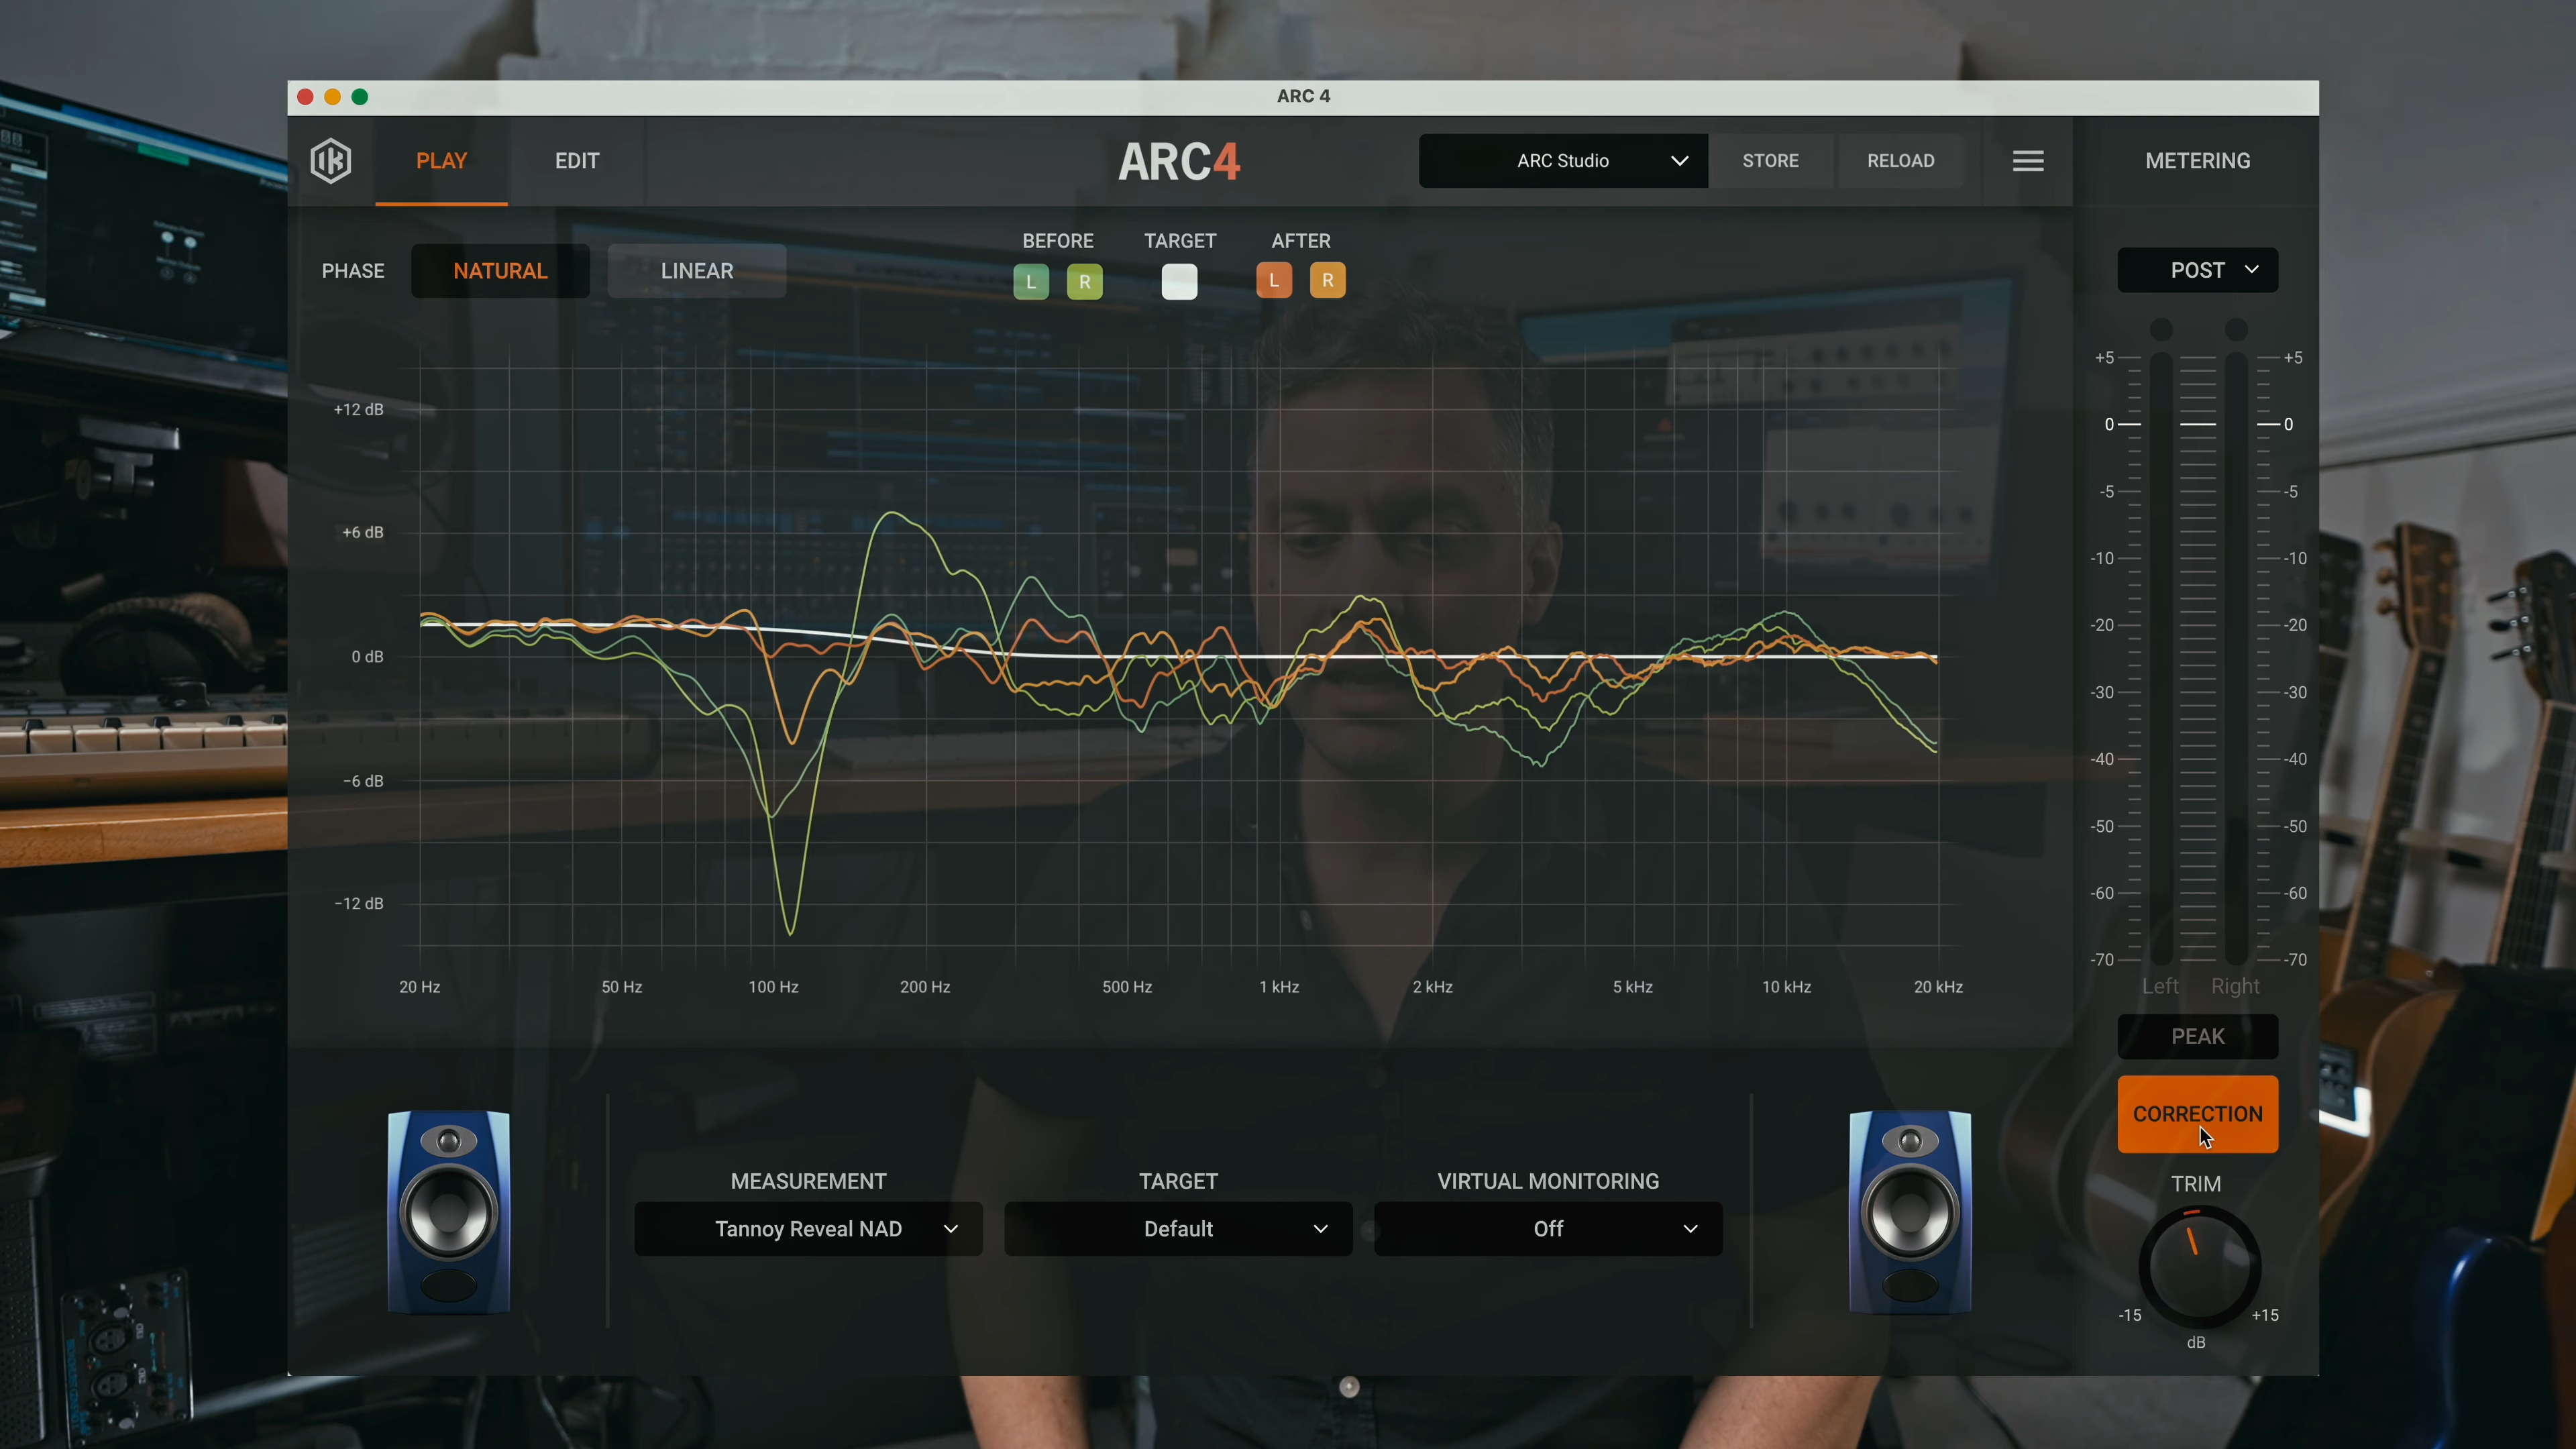 ARC 4
PLAY
EDIT
ARC4
ARC Studio
STORE
RELOAD
METERING
PHASE
NATURAL
LINEAR
BEFORE
TARGET
AFTER
L
R
L
R
POST
+12 dB
+6 dB
0 dB
−6 dB
−12 dB
20 Hz
50 Hz
100 Hz
200 Hz
500 Hz
1 kHz
2 kHz
5 kHz
10 kHz
20 kHz
+5
+5
0
0
-5
-5
-10
-10
-20
-20
-30
-30
-40
-40
-50
-50
-60
-60
-70
-70
Left
Right
PEAK
CORRECTION
TRIM
-15
+15
dB
MEASUREMENT
TARGET
VIRTUAL MONITORING
Tannoy Reveal NAD
Default
Off